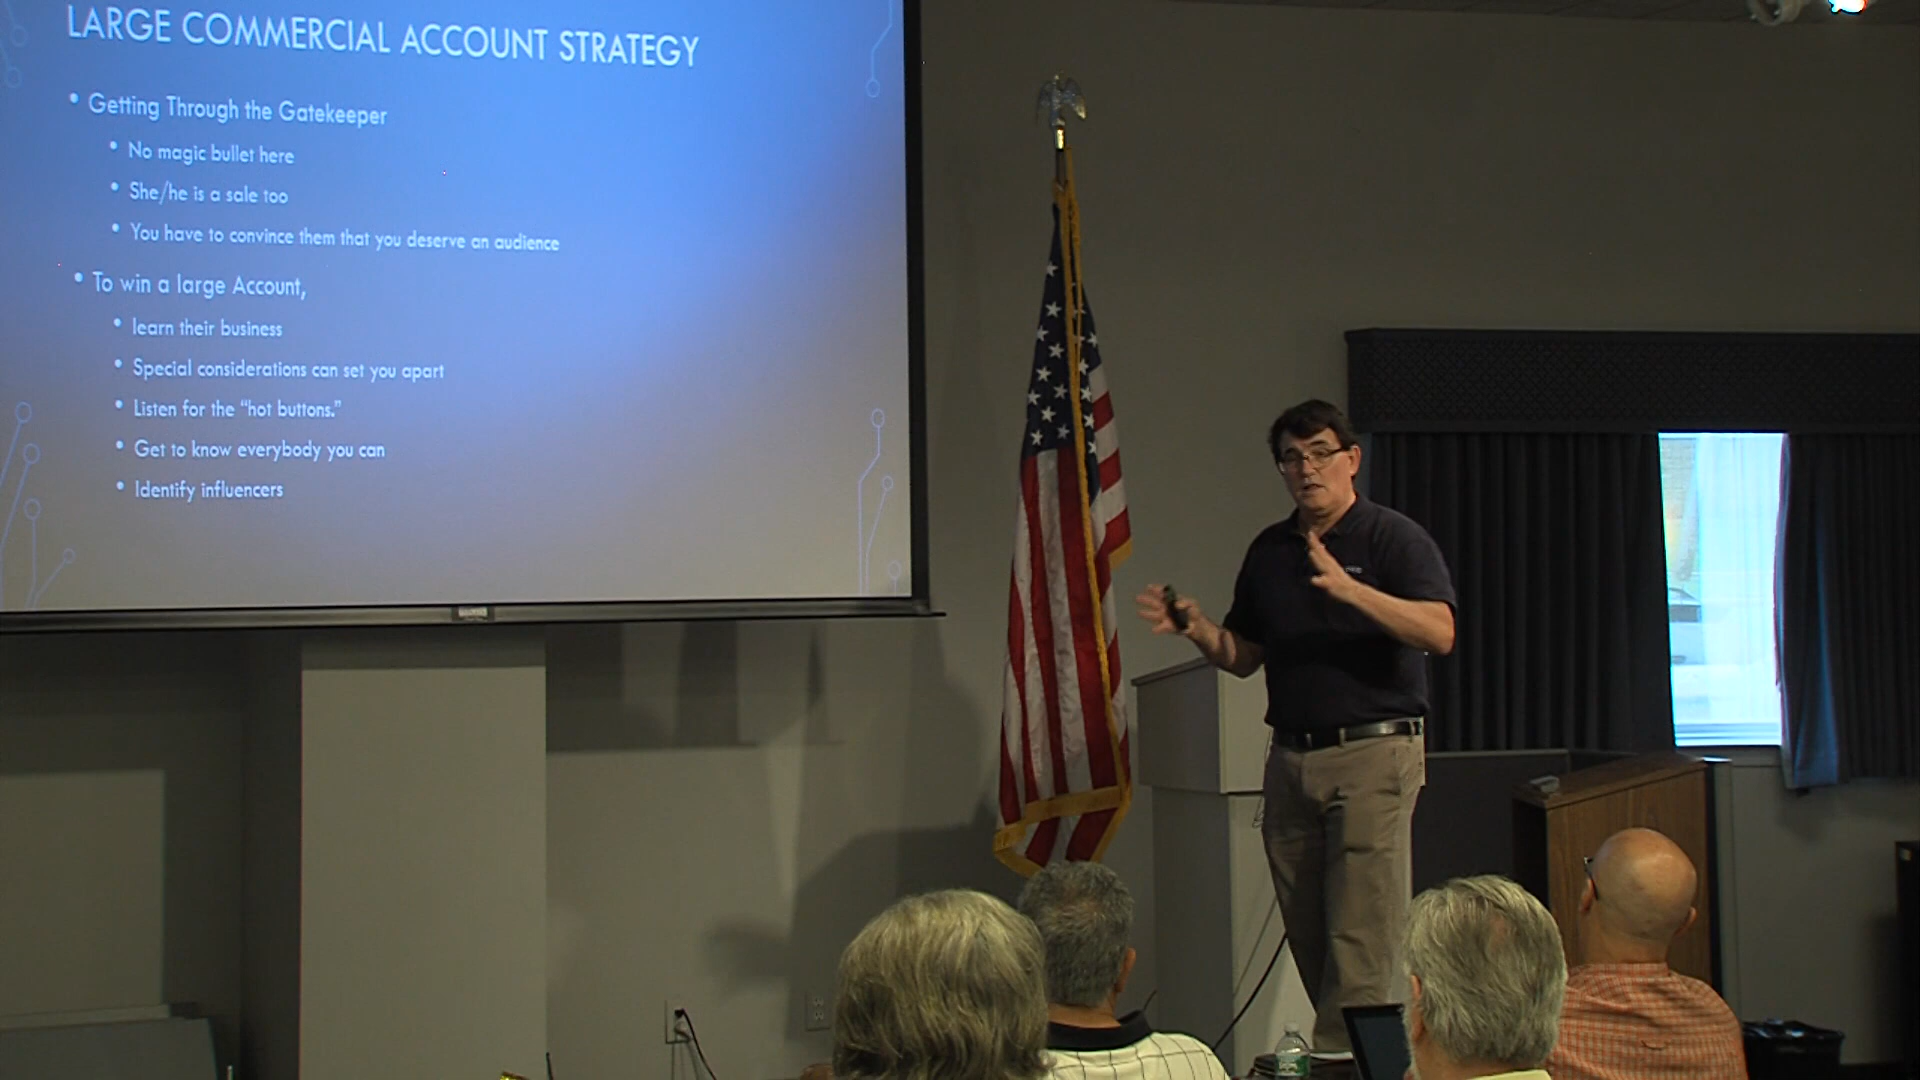 LARGE COMMERCIAL ACCOUNT STRATEGY
• Getting Through the Gatekeeper
• No magic bullet here
• She/he is a sale too
• You have to convince them that you deserve an audience
• To win a large Account,
• learn their business
• Special considerations can set you apart
• Listen for the “hot buttons.”
• Get to know everybody you can
• Identify influencers